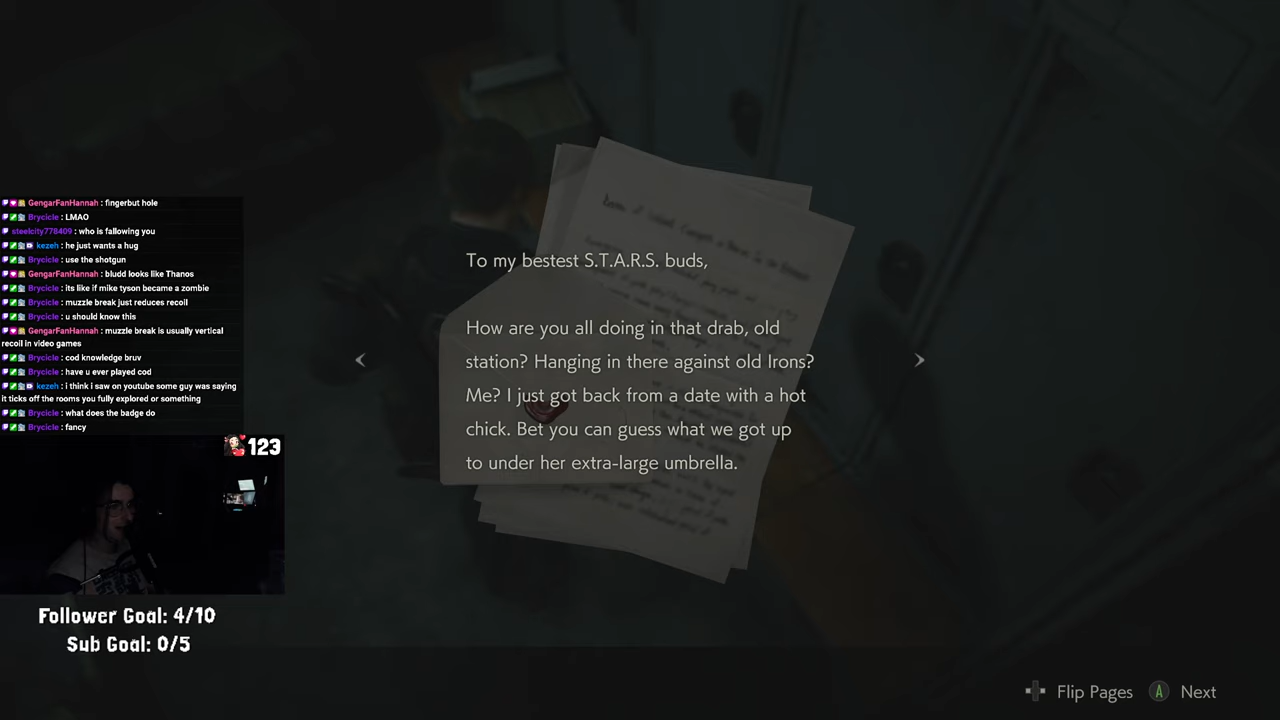 GengarFanHannah : fingerbut hole
Brycicle : LMAO
steelcity778409 : who is fallowing you
kezeh : he just wants a hug
Brycicle : use the shotgun
GengarFanHannah : bludd looks like Thanos
Brycicle : its like if mike tyson became a zombie
Brycicle : muzzle break just reduces recoil
Brycicle : u should know this
GengarFanHannah : muzzle break is usually vertical
recoil in video games
Brycicle : cod knowledge bruv
Brycicle : have u ever played cod
kezeh : i think i saw on youtube some guy was saying
it ticks off the rooms you fully explored or something
Brycicle : what does the badge do
Brycicle : fancy
123
Follower Goal: 4/10
Sub Goal: 0/5
To my bestest S.T.A.R.S. buds,
How are you all doing in that drab, old
station? Hanging in there against old Irons?
Me? I just got back from a date with a hot
chick. Bet you can guess what we got up
to under her extra-large umbrella.
Flip Pages A Next